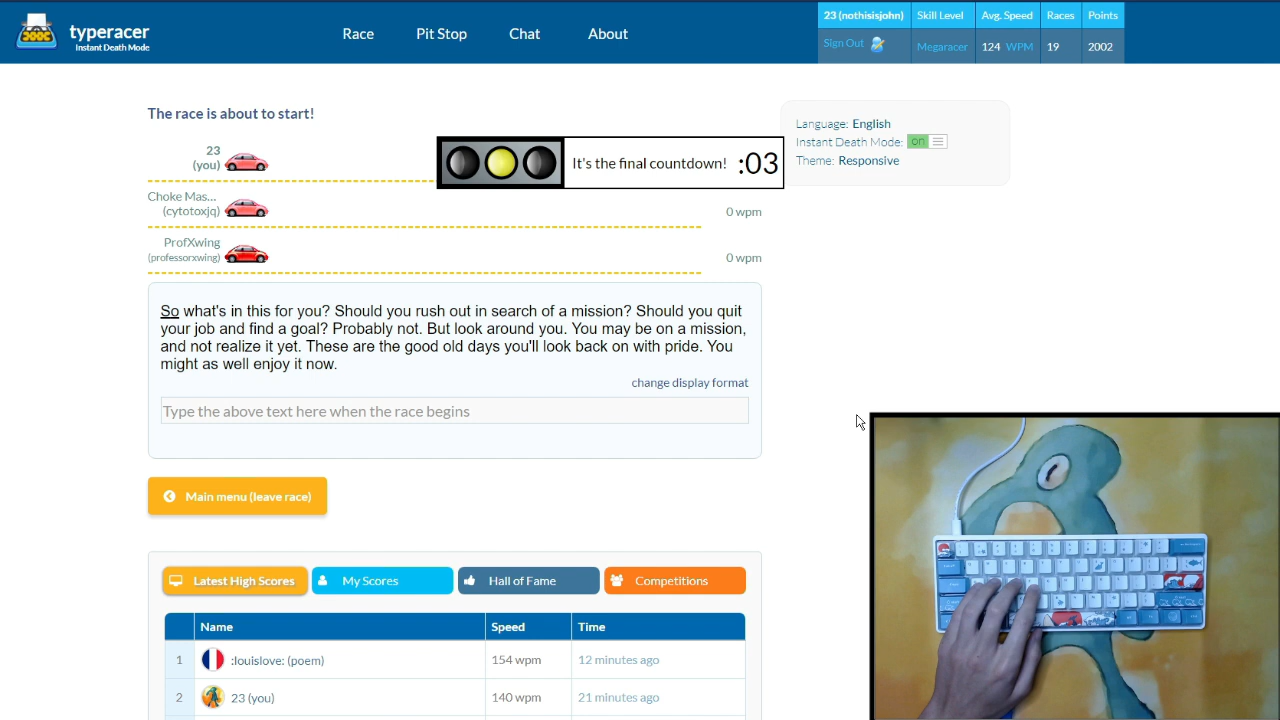 typeracer
Instant Death Mode
Race
Pit Stop
Chat
About
23 (nothisisjohn)
Skill Level
Avg. Speed
Races
Points
Sign Out
Megaracer
124 WPM
19
2002
The race is about to start!
23
(you)
It's the final countdown! :03
Choke Mas...
(cytotoxjq)
0 wpm
ProfXwing
(professorxwing)
0 wpm
Language: English
Instant Death Mode: on
Theme: Responsive
So what's in this for you? Should you rush out in search of a mission? Should you quit
your job and find a goal? Probably not. But look around you. You may be on a mission,
and not realize it yet. These are the good old days you'll look back on with pride. You
might as well enjoy it now.
change display format
Type the above text here when the race begins
Main menu (leave race)
Latest High Scores
My Scores
Hall of Fame
Competitions
Name
Speed
Time
1
:louislove: (poem)
154 wpm
12 minutes ago
2
23 (you)
140 wpm
21 minutes ago